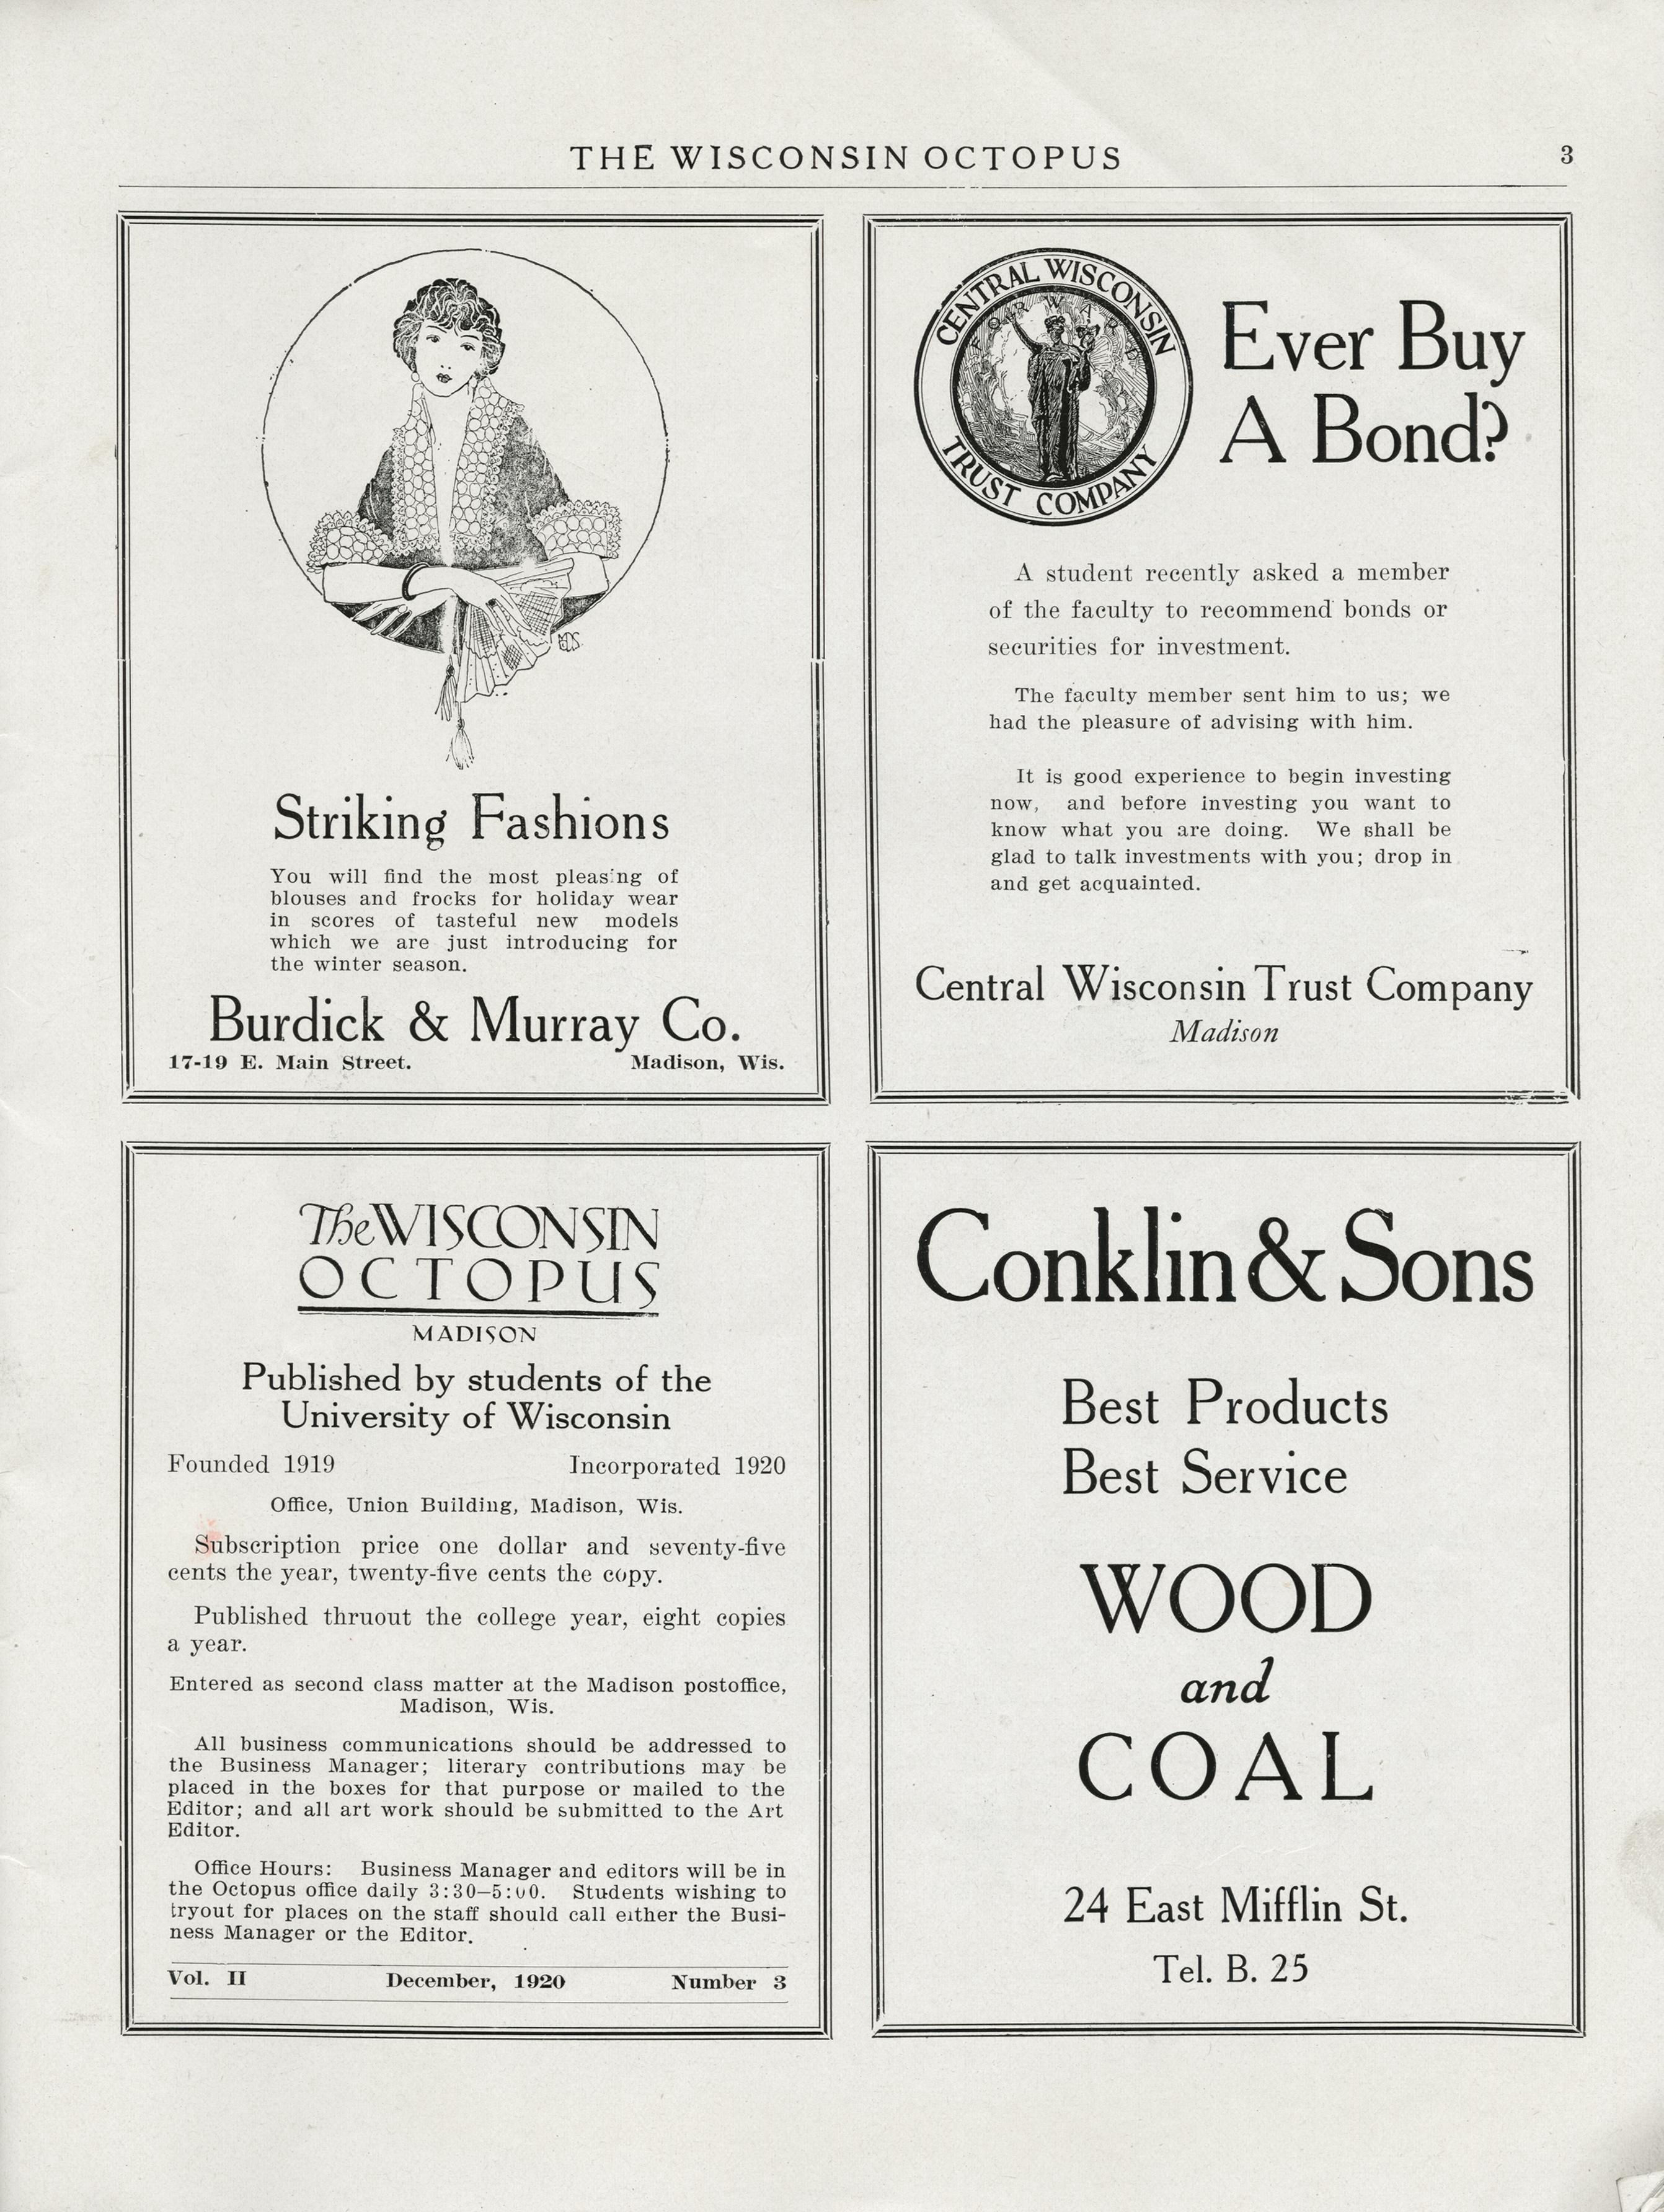 THE WISCONSIN OCTOPUS
3
Striking Fashions
You will find the most pleasing of
blouses and frocks for holiday wear
in scores of tasteful new models
which we are just introducing for
the winter season.
Burdick & Murray Co.
17-19 E. Main Street. Madison, Wis.
CENTRAL WISCONSIN
FORWARD
TRUST COMPANY
Ever Buy
A Bond?
A student recently asked a member
of the faculty to recommend bonds or
securities for investment.
The faculty member sent him to us; we
had the pleasure of advising with him.
It is good experience to begin investing
now, and before investing you want to
know what you are doing. We shall be
glad to talk investments with you; drop in
and get acquainted.
Central Wisconsin Trust Company
Madison
The WISCONSIN
OCTOPUS
MADISON
Published by students of the
University of Wisconsin
Founded 1919 Incorporated 1920
Office, Union Building, Madison, Wis.
Subscription price one dollar and seventy-five
cents the year, twenty-five cents the copy.
Published thruout the college year, eight copies
a year.
Entered as second class matter at the Madison postoffice,
Madison, Wis.
All business communications should be addressed to
the Business Manager; literary contributions may be
placed in the boxes for that purpose or mailed to the
Editor; and all art work should be submitted to the Art
Editor.
Office Hours: Business Manager and editors will be in
the Octopus office daily 3:30–5:00. Students wishing to
tryout for places on the staff should call either the Busi-
ness Manager or the Editor.
Vol. II December, 1920 Number 3
Conklin & Sons
Best Products
Best Service
WOOD
and
COAL
24 East Mifflin St.
Tel. B. 25